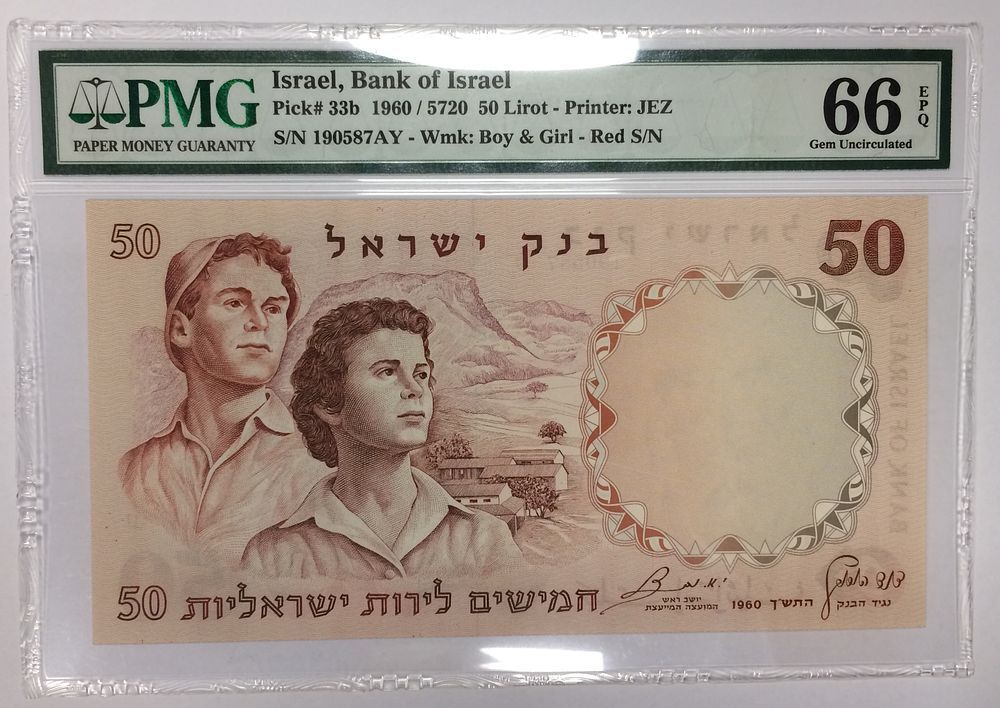 PMG
PAPER MONEY GUARANTY
Israel, Bank of Israel
Pick# 33b 1960 / 5720 50 Lirot - Printer: JEZ
S/N 190587AY - Wmk: Boy & Girl - Red S/N
66 EPQ
Gem Uncirculated
50
בנק ישראל
50
50 חמישים לירות ישראליות
יושב ראש
המועצה המייעצת
התש"ך 1960
נגיד הבנק